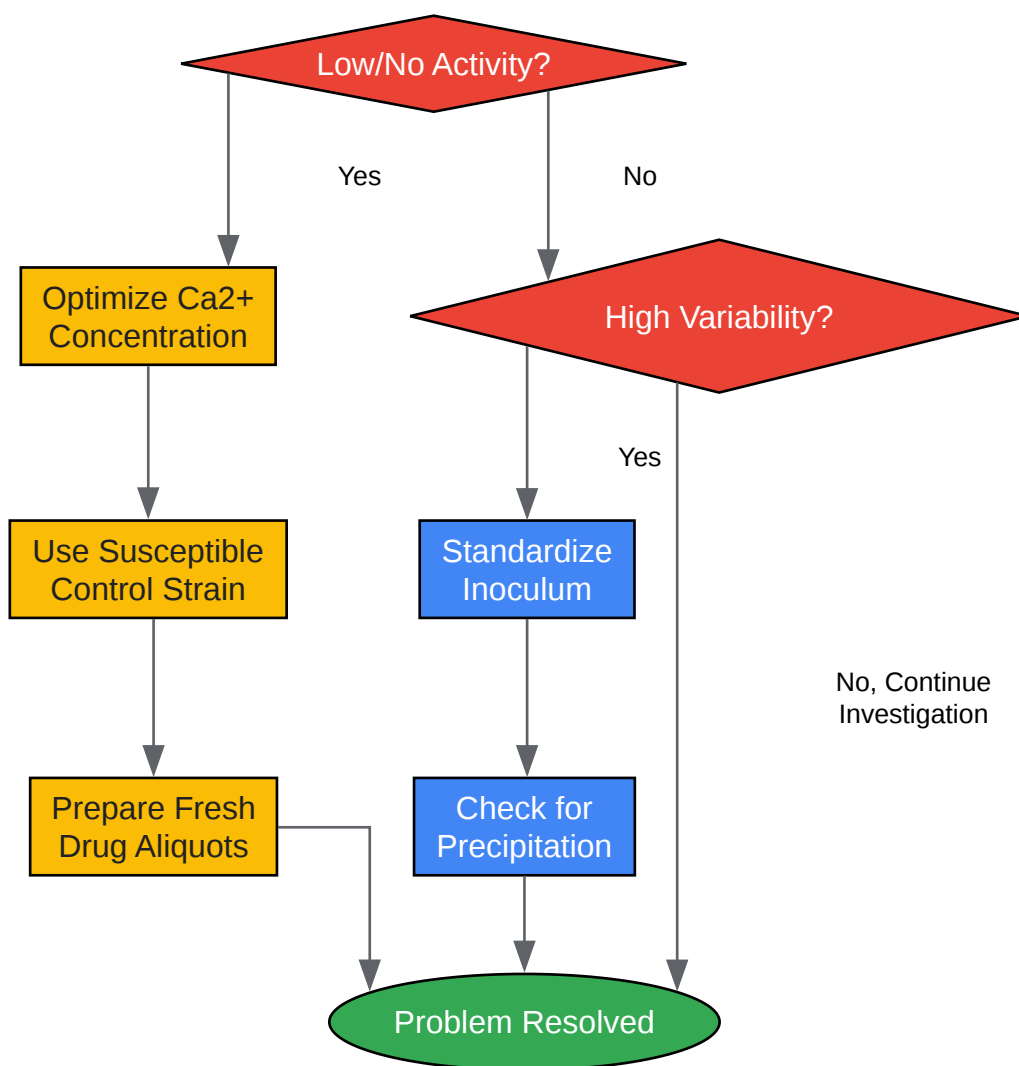 Low/No Activity?
Yes
No
Optimize Ca2+
Concentration
High Variability?
Yes
Use Susceptible
Control Strain
Standardize
Inoculum
No, Continue
Investigation
Prepare Fresh
Drug Aliquots
Check for
Precipitation
Problem Resolved